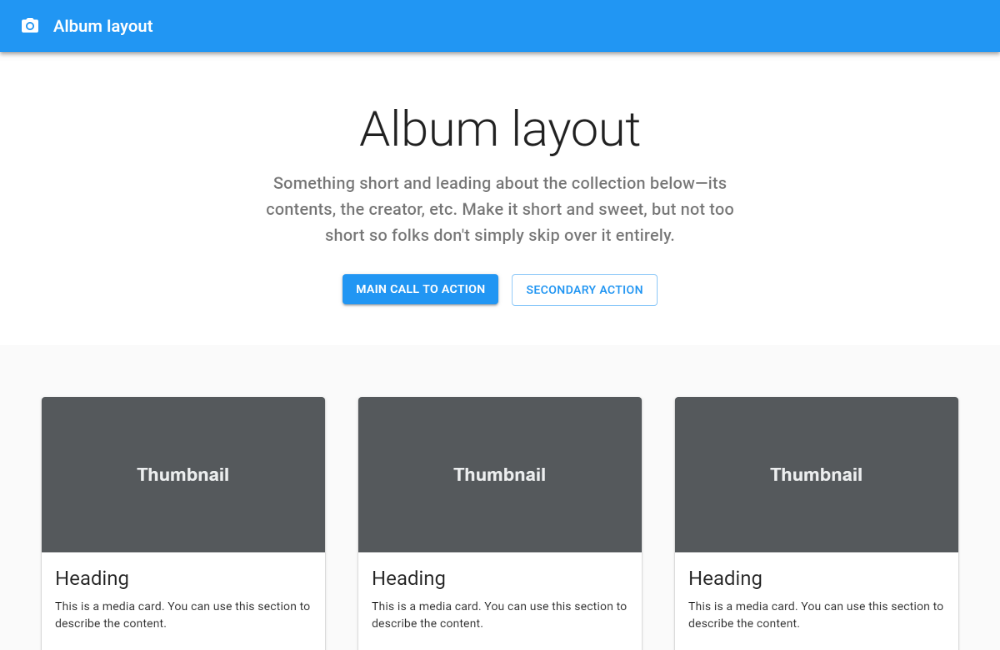 Album layout
Album layout
Something short and leading about the collection below—its
contents, the creator, etc. Make it short and sweet, but not too
short so folks don't simply skip over it entirely.
MAIN CALL TO ACTION
SECONDARY ACTION
Thumbnail
Thumbnail
Thumbnail
Heading
This is a media card. You can use this section to
describe the content.
Heading
This is a media card. You can use this section to
describe the content.
Heading
This is a media card. You can use this section to
describe the content.